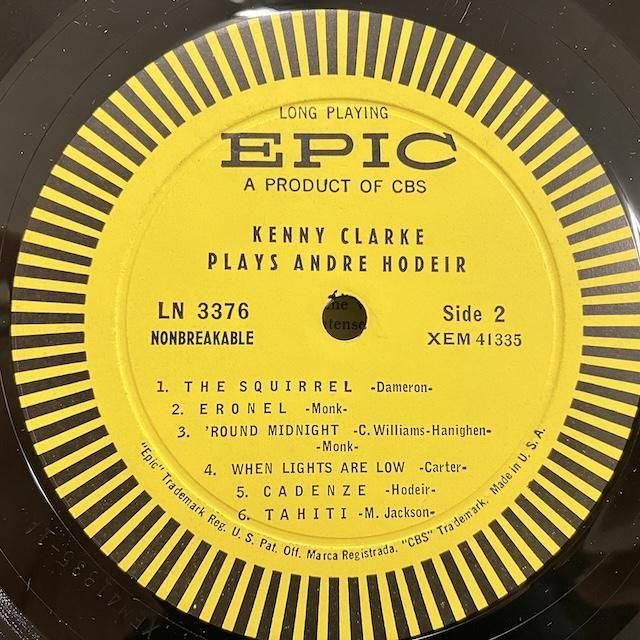 LONG PLAYING
EPIC
A PRODUCT OF CBS
KENNY CLARKE
PLAYS ANDRE HODEIR
LN 3376
NONBREAKABLE
Side 2
XEM 41335
1. THE SQUIRREL -Dameron-
2. ERONEL -Monk-
3. 'ROUND MIDNIGHT -C. Williams-Hanighen-
-Monk-
4. WHEN LIGHTS ARE LOW -Carter-
5. CADENZE -Hodeir-
6. TAHITI -M. Jackson-
"Epic" Trademark Reg. U. S. Pat. Off. Marca Registrada. "CBS" Trademark. Made in U. S. A.